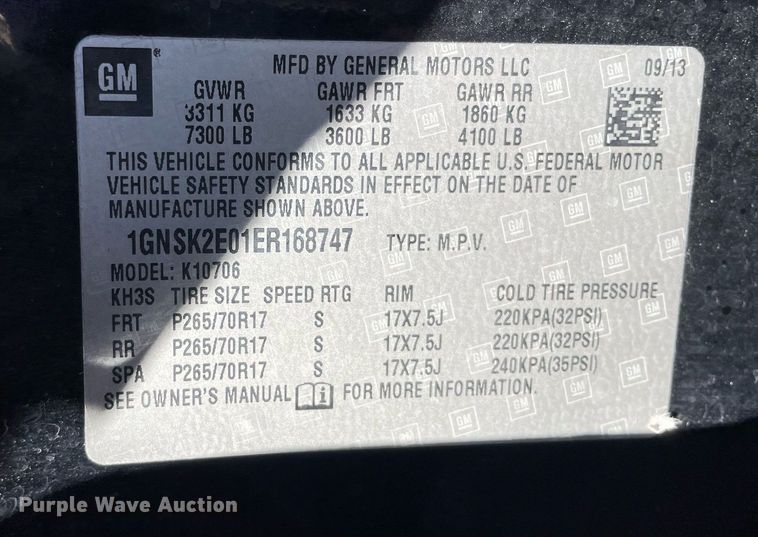 GM ® MFD BY GENERAL MOTORS LLC 09/13
GVWR GAWR FRT GAWR RR
3311 KG 1633 KG 1860 KG
7300 LB 3600 LB 4100 LB
THIS VEHICLE CONFORMS TO ALL APPLICABLE U.S. FEDERAL MOTOR
VEHICLE SAFETY STANDARDS IN EFFECT ON THE DATE OF
MANUFACTURE SHOWN ABOVE.
1GNSK2E01ER168747 TYPE: M.P.V.
MODEL: K10706
KH3S TIRE SIZE SPEED RTG RIM COLD TIRE PRESSURE
FRT P265/70R17 S 17X7.5J 220KPA(32PSI)
RR P265/70R17 S 17X7.5J 220KPA(32PSI)
SPA P265/70R17 S 17X7.5J 240KPA(35PSI)
SEE OWNER'S MANUAL FOR MORE INFORMATION.
Purple Wave Auction